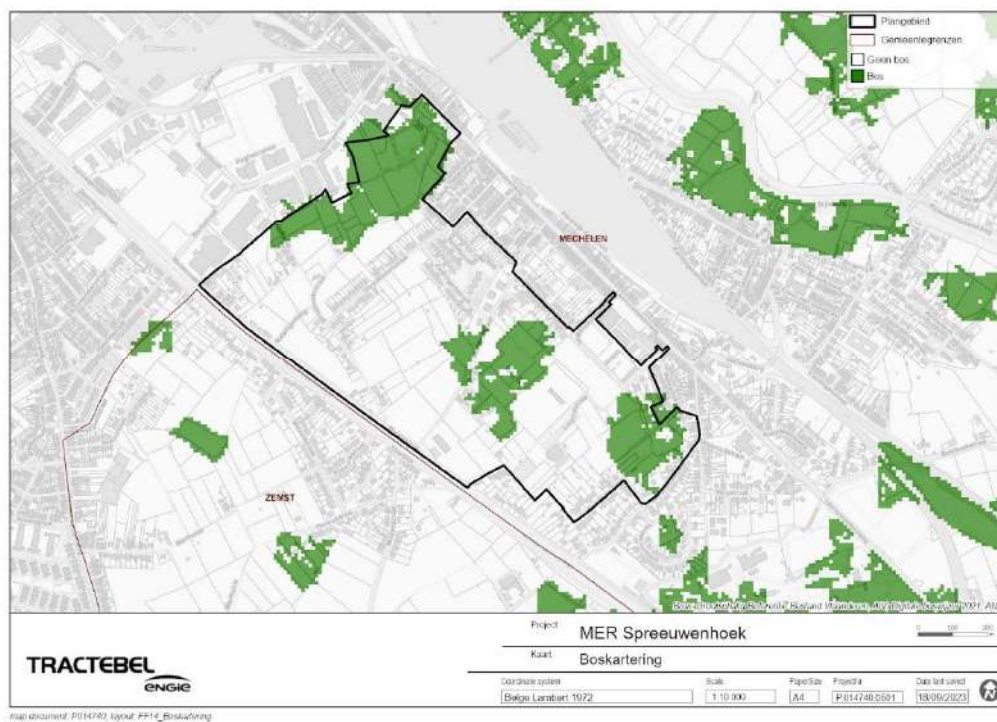 Plangebied
Gemeentegrenzen
Geen bos
Bos
MECHELEN
ZEMST
Project MER Spreeuwenhoek
Kaart Boskartering
TRACTEBEL
ENGIE
Coordinate system Scale PaperSize Project nr Date last saved
Belge Lambert 1972 1:10 000 A4 P.014740.0501 18/09/2023
map document: P014740, layout: FF14_Boskartering